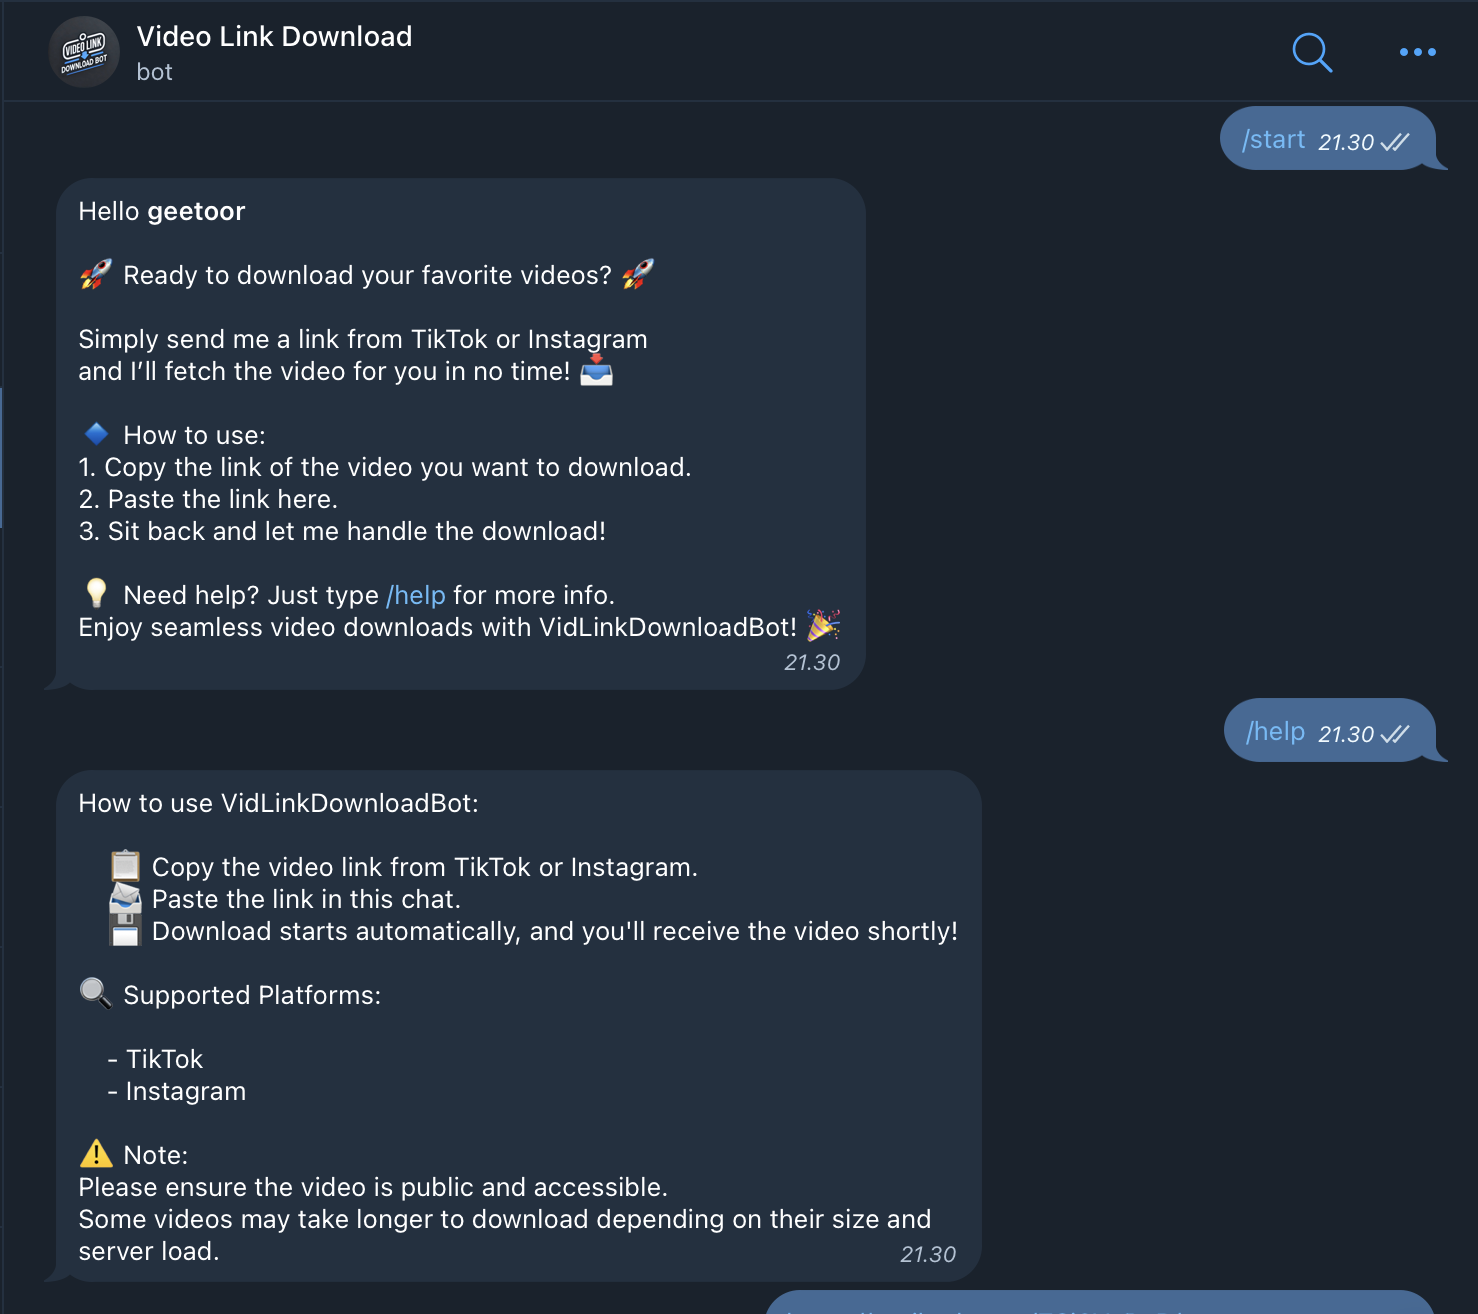 VIDEO LINK
DOWNLOAD BOT
Video Link Download
bot
/start 21.30
Hello geetoor
🚀 Ready to download your favorite videos? 🚀
Simply send me a link from TikTok or Instagram
and I’ll fetch the video for you in no time! 📥
🔹 How to use:
1. Copy the link of the video you want to download.
2. Paste the link here.
3. Sit back and let me handle the download!
💡 Need help? Just type /help for more info.
Enjoy seamless video downloads with VidLinkDownloadBot! 🎉
21.30
/help 21.30
How to use VidLinkDownloadBot:
📋 Copy the video link from TikTok or Instagram.
📨 Paste the link in this chat.
💾 Download starts automatically, and you'll receive the video shortly!
🔍 Supported Platforms:
- TikTok
- Instagram
⚠️ Note:
Please ensure the video is public and accessible.
Some videos may take longer to download depending on their size and
server load.
21.30